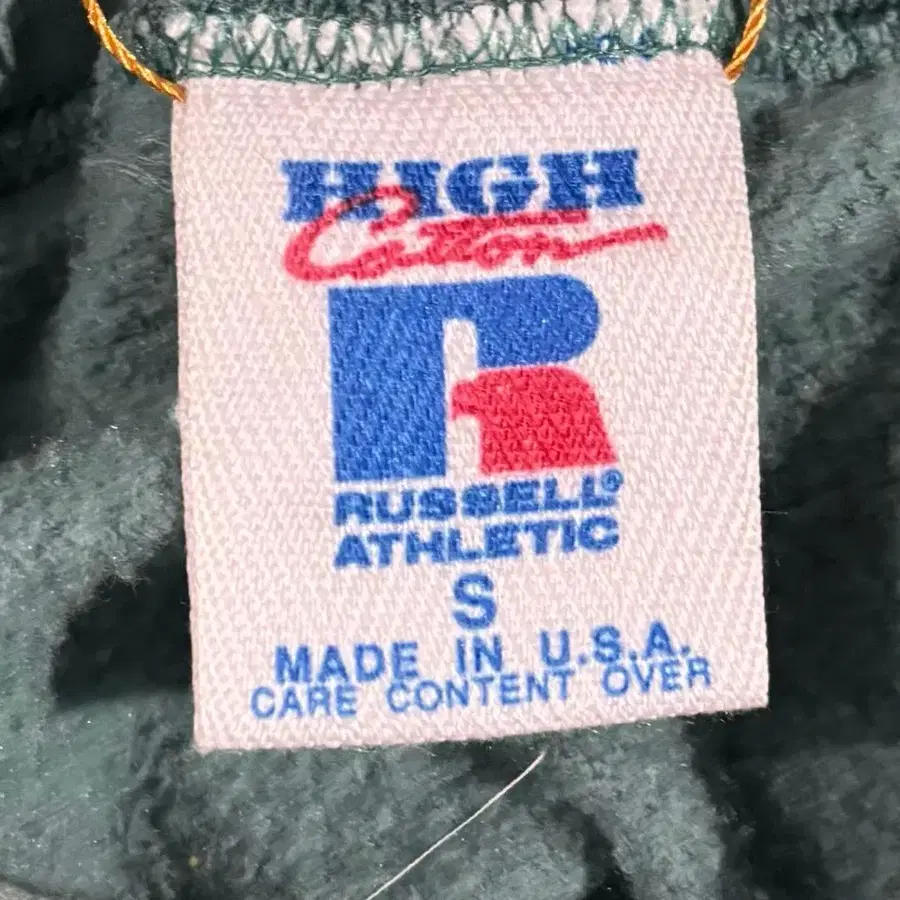 HIGH
Cotton
R
RUSSELL®
ATHLETIC
S
MADE IN U.S.A.
CARE CONTENT OVER